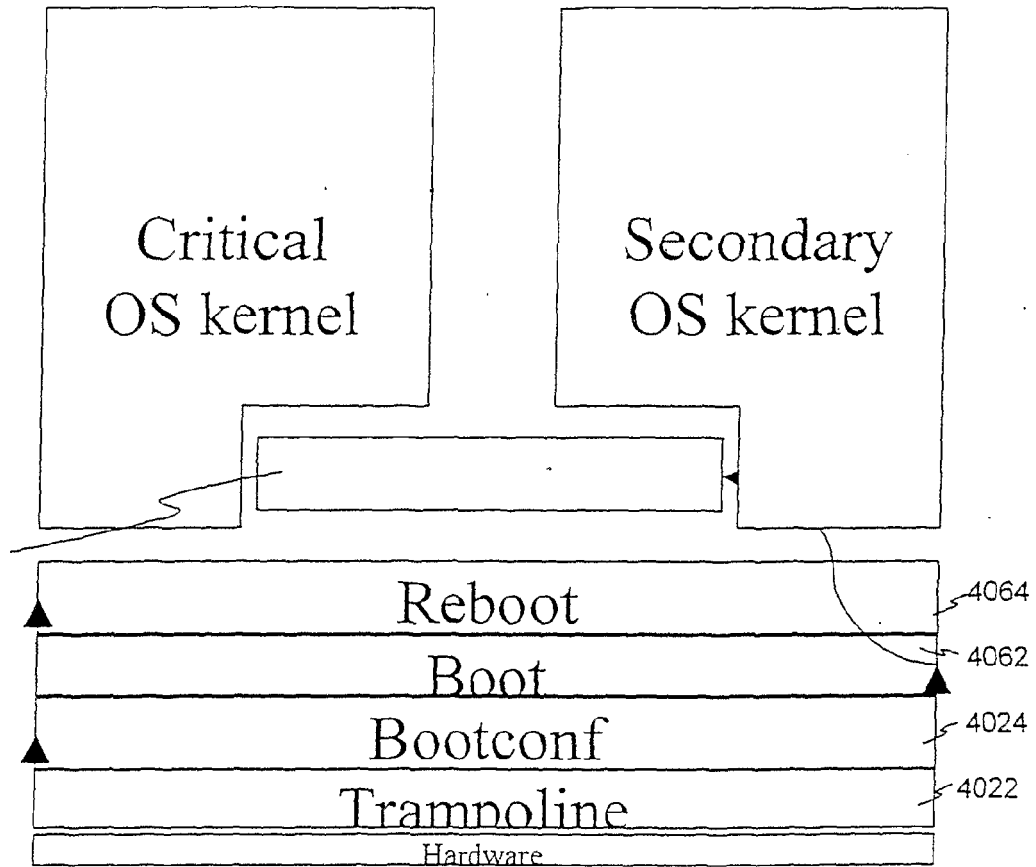 Critical
OS kernel
Secondary
OS kernel
Reboot
4064
Boot
4062
Bootconf
4024
Trampoline
4022
Hardware